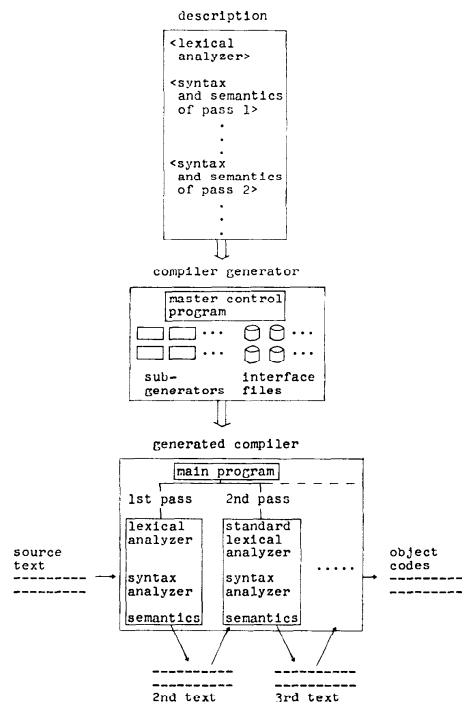 description
<lexical
analyzer>
<syntax
and semantics
of pass 1>
.
.
.
<syntax
and semantics
of pass 2>
.
.
.
compiler generator
master control
program
... ...
... ...
sub- interface
generators files
generated compiler
main program
1st pass 2nd pass
lexical standard
analyzer lexical
analyzer
source object
text ..... codes
syntax syntax
analyzer analyzer
semantics semantics
2nd text 3rd text